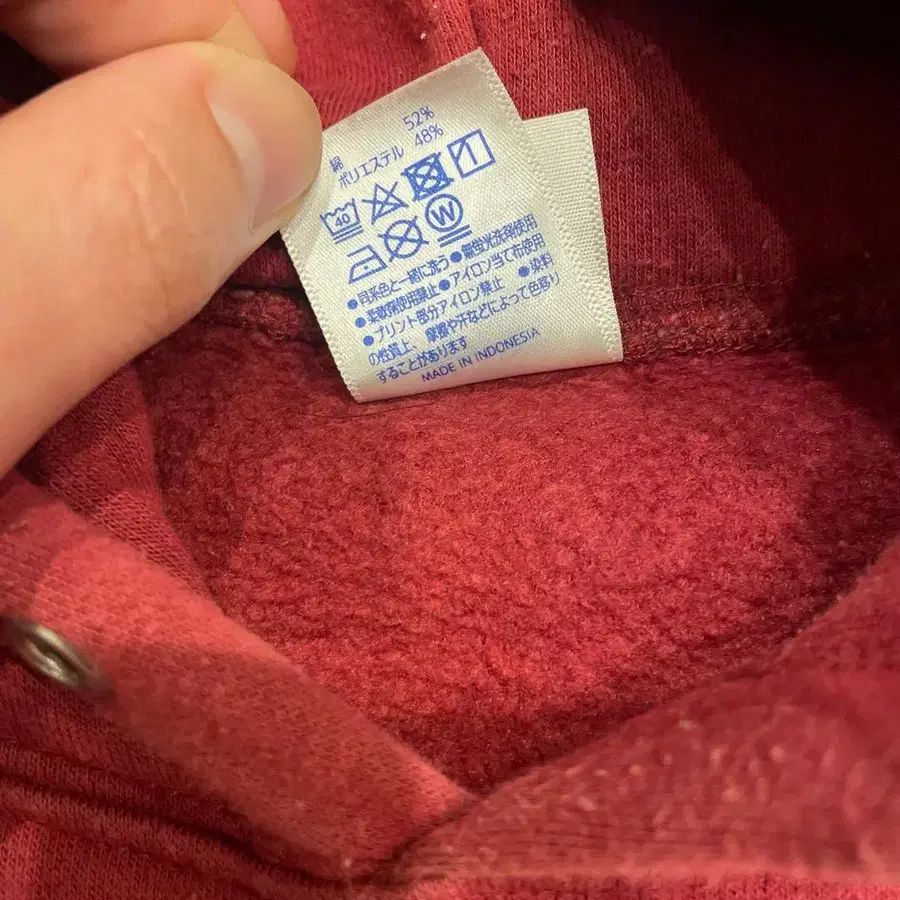 綿 52%
ポリエステル 48%
40
W
●同系色と一緒に洗う ●無蛍光洗剤使用
●柔軟剤使用禁止 ●アイロン当て布使用
●プリント部分アイロン禁止 ●染料
の性質上、摩擦や汗などによって色移り
することがあります
MADE IN INDONESIA